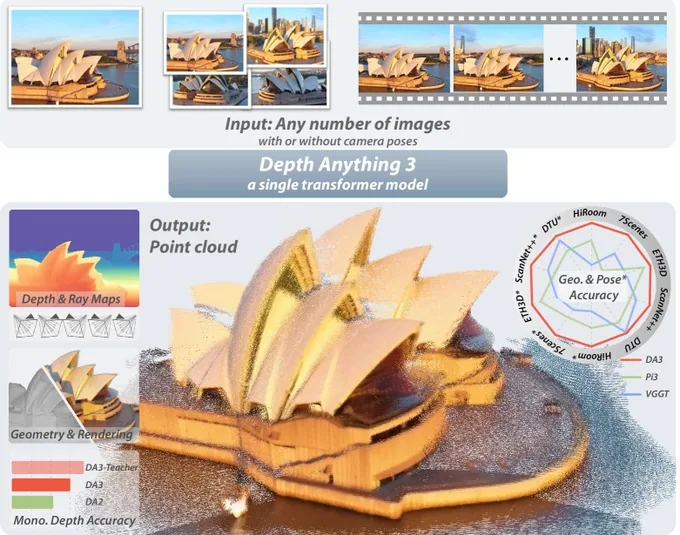 Input: Any number of images
with or without camera poses
Depth Anything 3
a single transformer model
Output:
Point cloud
Depth & Ray Maps
Geometry & Rendering
DA3-Teacher
DA3
DA2
Mono. Depth Accuracy
HiRoom
7Scenes
ETH3D
ScanNet++
DTU
HiRoom*
7Scenes*
ETH3D*
ScanNet++*
DTU*
Geo. & Pose*
Accuracy
DA3
Pi3
VGGT